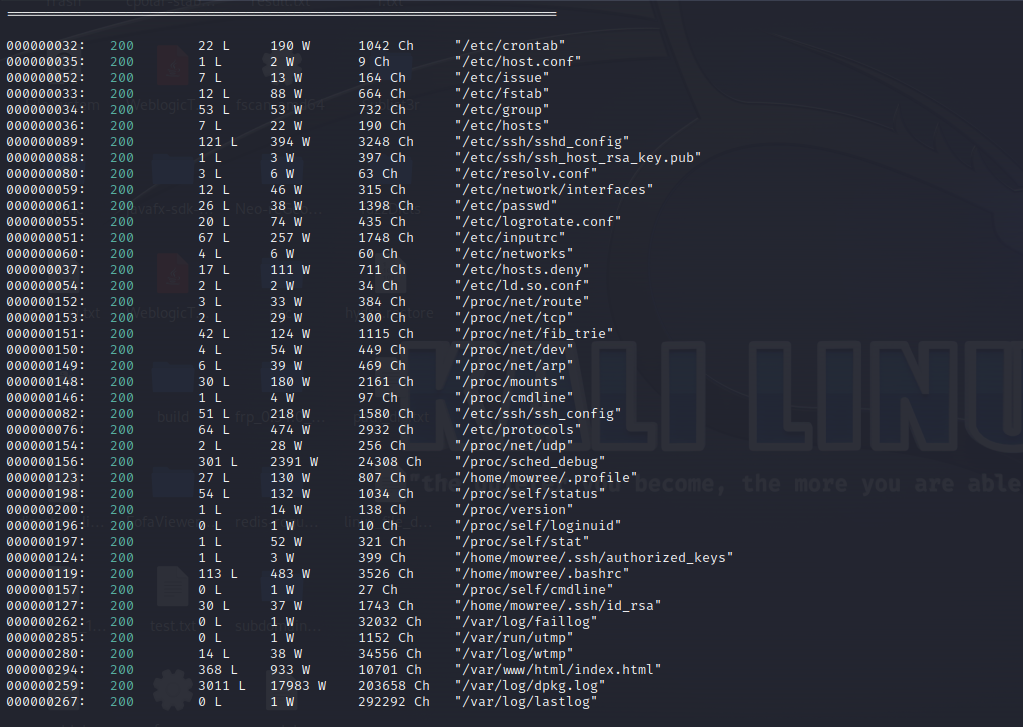 000000032: 200 22 L 190 W 1042 Ch "/etc/crontab"
000000035: 200 1 L 2 W 9 Ch "/etc/host.conf"
000000052: 200 7 L 13 W 164 Ch "/etc/issue"
000000033: 200 12 L 88 W 664 Ch "/etc/fstab"
000000034: 200 53 L 53 W 732 Ch "/etc/group"
000000036: 200 7 L 22 W 190 Ch "/etc/hosts"
000000089: 200 121 L 394 W 3248 Ch "/etc/ssh/sshd_config"
000000088: 200 1 L 3 W 397 Ch "/etc/ssh/ssh_host_rsa_key.pub"
000000080: 200 3 L 6 W 63 Ch "/etc/resolv.conf"
000000059: 200 12 L 46 W 315 Ch "/etc/network/interfaces"
000000061: 200 26 L 38 W 1398 Ch "/etc/passwd"
000000055: 200 20 L 74 W 435 Ch "/etc/logrotate.conf"
000000051: 200 67 L 257 W 1748 Ch "/etc/inputrc"
000000060: 200 4 L 6 W 60 Ch "/etc/networks"
000000037: 200 17 L 111 W 711 Ch "/etc/hosts.deny"
000000054: 200 2 L 2 W 34 Ch "/etc/ld.so.conf"
000000152: 200 3 L 33 W 384 Ch "/proc/net/route"
000000153: 200 2 L 29 W 300 Ch "/proc/net/tcp"
000000151: 200 42 L 124 W 1115 Ch "/proc/net/fib_trie"
000000150: 200 4 L 54 W 449 Ch "/proc/net/dev"
000000149: 200 6 L 39 W 469 Ch "/proc/net/arp"
000000148: 200 30 L 180 W 2161 Ch "/proc/mounts"
000000146: 200 1 L 4 W 97 Ch "/proc/cmdline"
000000082: 200 51 L 218 W 1580 Ch "/etc/ssh/ssh_config"
000000076: 200 64 L 474 W 2932 Ch "/etc/protocols"
000000154: 200 2 L 28 W 256 Ch "/proc/net/udp"
000000156: 200 301 L 2391 W 24308 Ch "/proc/sched_debug"
000000123: 200 27 L 130 W 807 Ch "/home/mowree/.profile"
000000198: 200 54 L 132 W 1034 Ch "/proc/self/status"
000000200: 200 1 L 14 W 138 Ch "/proc/version"
000000196: 200 0 L 1 W 10 Ch "/proc/self/loginuid"
000000197: 200 1 L 52 W 321 Ch "/proc/self/stat"
000000124: 200 1 L 3 W 399 Ch "/home/mowree/.ssh/authorized_keys"
000000119: 200 113 L 483 W 3526 Ch "/home/mowree/.bashrc"
000000157: 200 0 L 1 W 27 Ch "/proc/self/cmdline"
000000127: 200 30 L 37 W 1743 Ch "/home/mowree/.ssh/id_rsa"
000000262: 200 0 L 1 W 32032 Ch "/var/log/faillog"
000000285: 200 0 L 1 W 1152 Ch "/var/run/utmp"
000000280: 200 14 L 38 W 34556 Ch "/var/log/wtmp"
000000294: 200 368 L 933 W 10701 Ch "/var/www/html/index.html"
000000259: 200 3011 L 17983 W 203658 Ch "/var/log/dpkg.log"
000000267: 200 0 L 1 W 292292 Ch "/var/log/lastlog"
KALI LINU
become, the more you are able